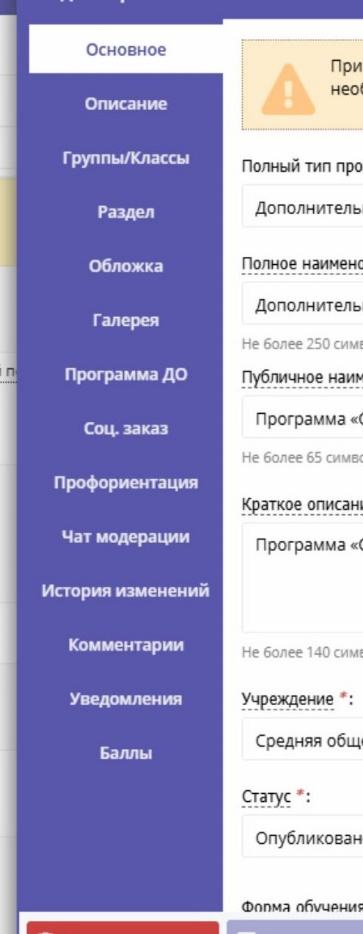 Основное
Описание
Группы/Классы
Раздел
Обложка
Галерея
Программа ДО
Соц. заказ
Профориентация
Чат модерации
История изменений
Комментарии
Уведомления
Баллы
При
необ
Полный тип про
Дополнитель
Полное наимено
Дополнитель
Не более 250 симв
Публичное наим
Программа «
Не более 65 симво
Краткое описани
Программа «
Не более 140 симв
Учреждение *:
Средняя обще
Статус *:
Опубликован
Форма обучения